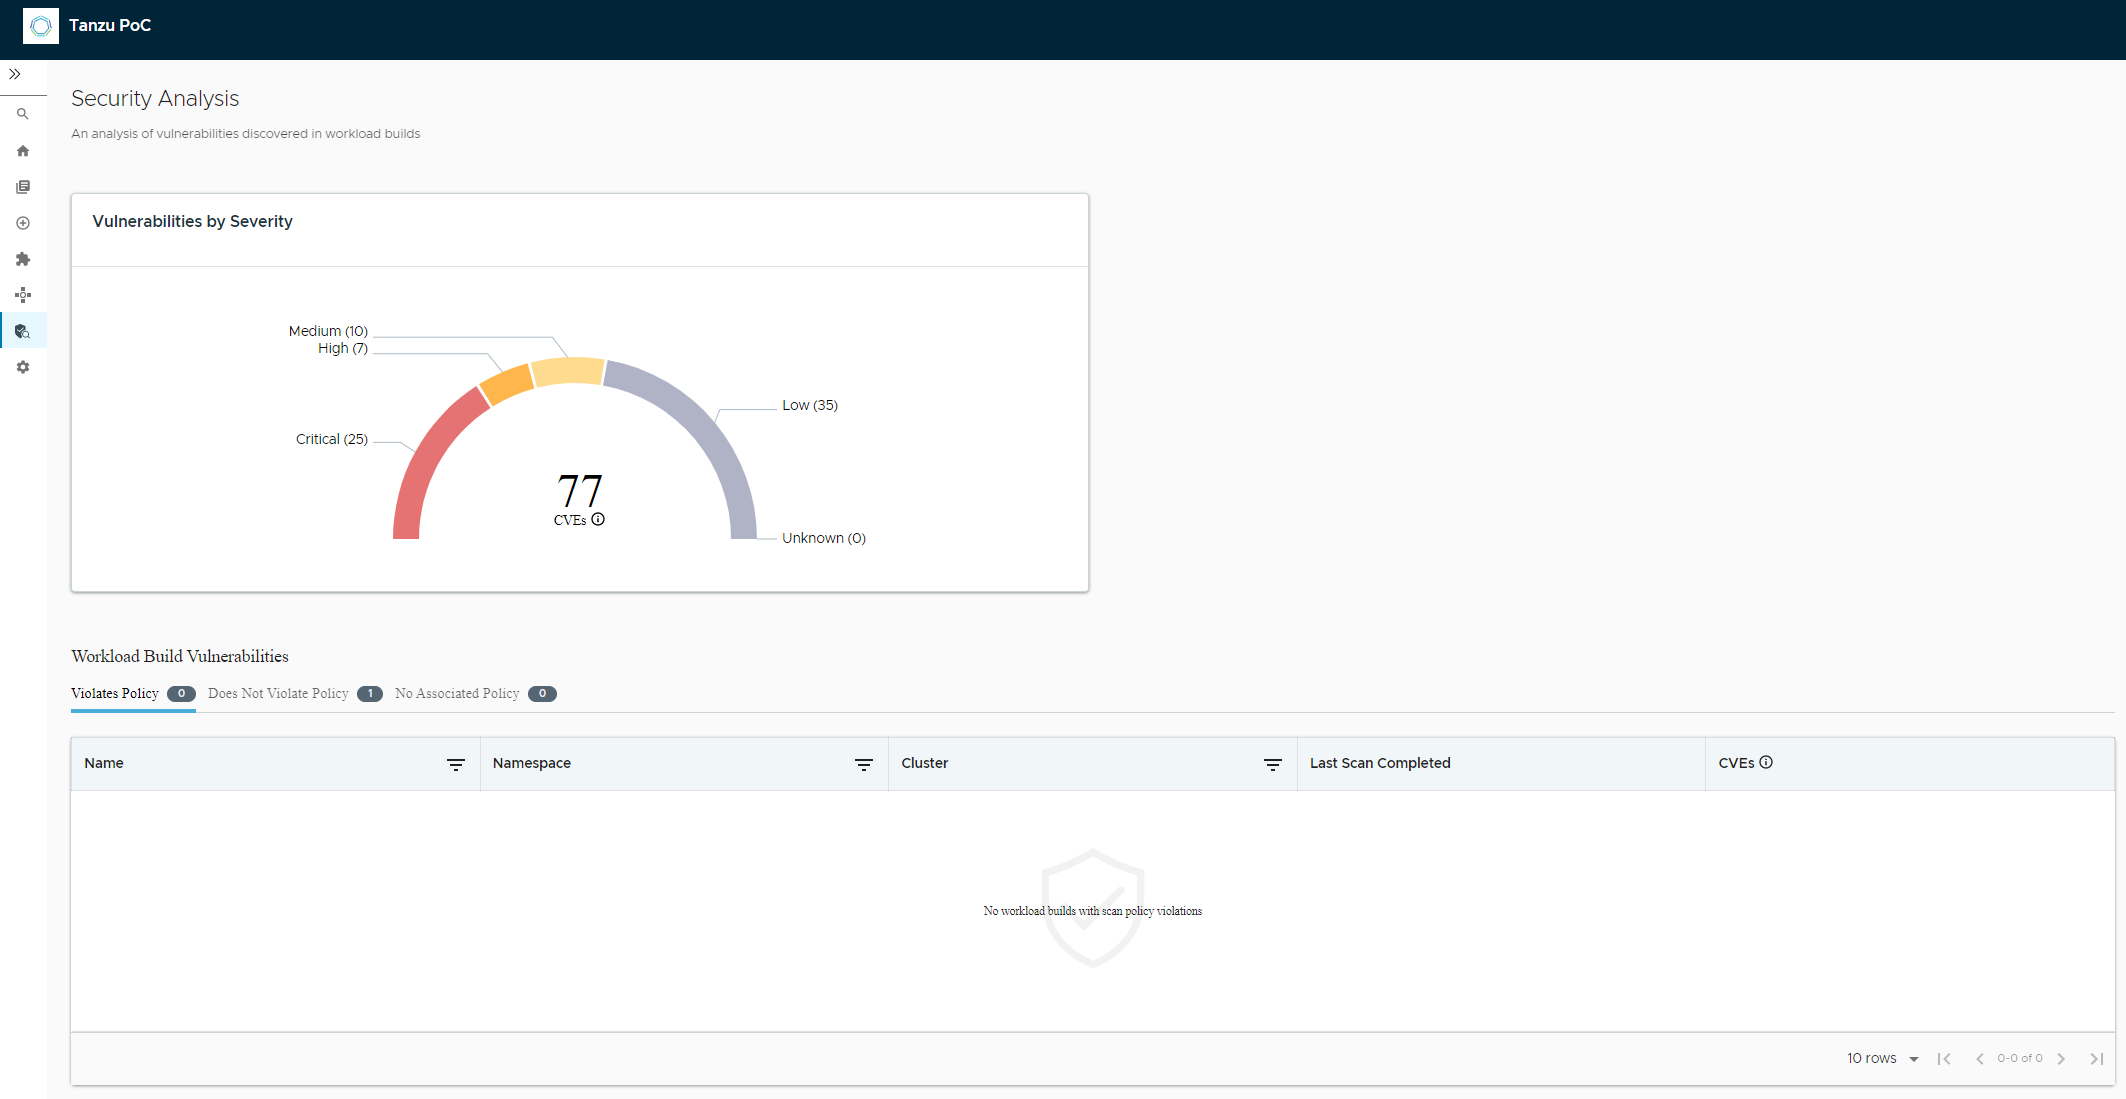 Tanzu PoC
Security Analysis
An analysis of vulnerabilities discovered in workload builds
Vulnerabilities by Severity
Medium (10)
High (7)
Low (35)
Critical (25)
77
CVEs
Unknown (0)
Workload Build Vulnerabilities
Violates Policy 0 Does Not Violate Policy 1 No Associated Policy 0
Name Namespace Cluster Last Scan Completed CVEs
No workload builds with scan policy violations
10 rows 0-0 of 0